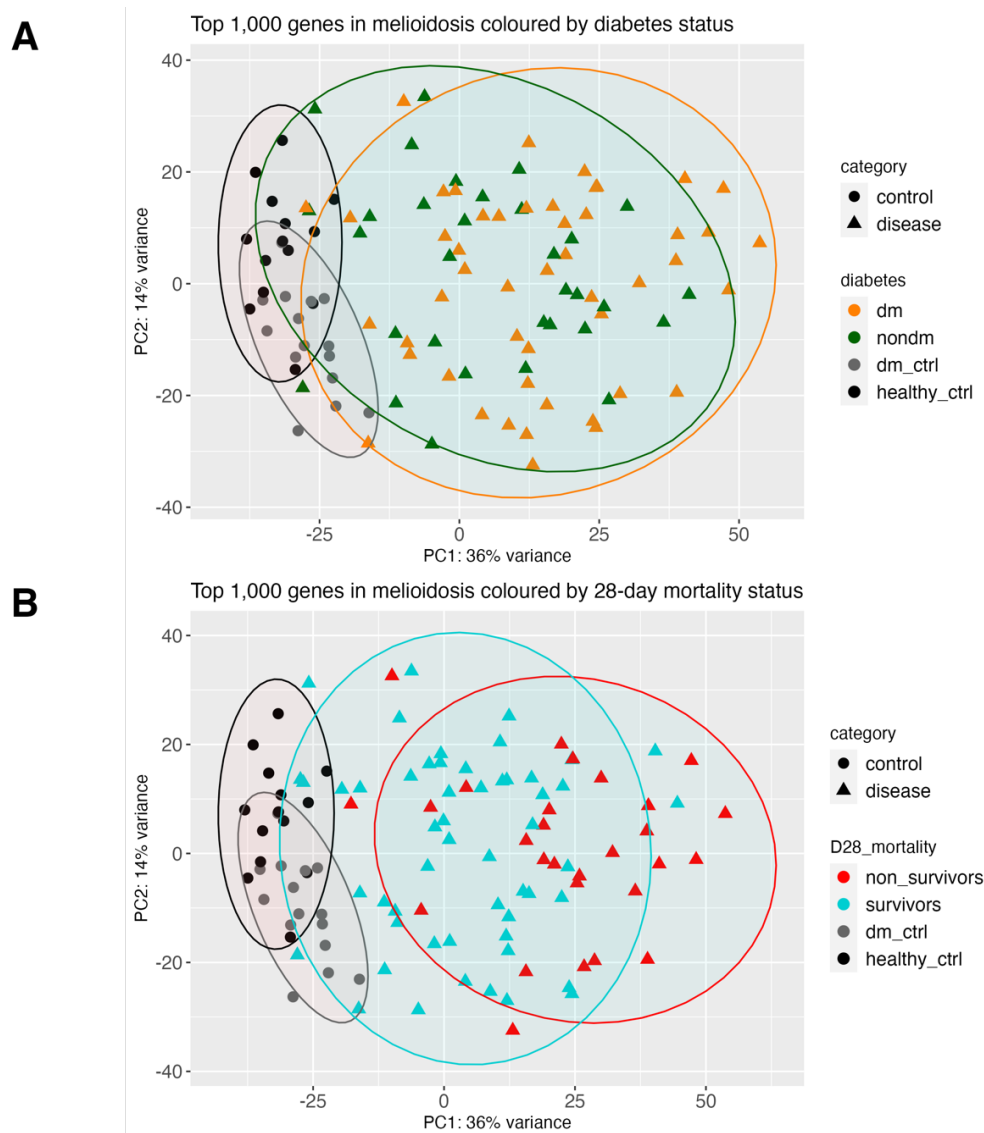 A
Top 1,000 genes in melioidosis coloured by diabetes status
40
20
0
-20
-40
PC2: 14% variance
-25
0
25
50
PC1: 36% variance
category
control
disease
diabetes
dm
nondm
dm_ctrl
healthy_ctrl
B
Top 1,000 genes in melioidosis coloured by 28-day mortality status
40
20
0
-20
-40
PC2: 14% variance
-25
0
25
50
PC1: 36% variance
category
control
disease
D28_mortality
non_survivors
survivors
dm_ctrl
healthy_ctrl